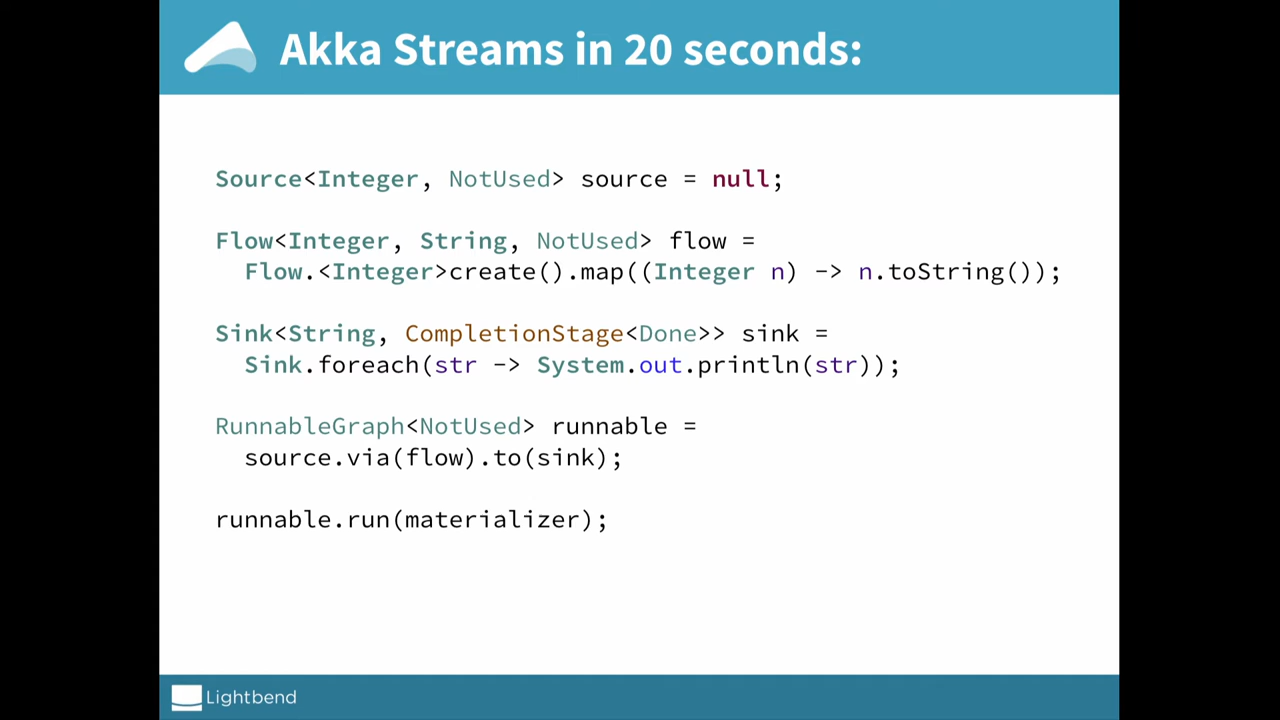 Akka Streams in 20 seconds:
Source<Integer, NotUsed> source = null;
Flow<Integer, String, NotUsed> flow =
Flow.<Integer>create().map((Integer n) -> n.toString());
Sink<String, CompletionStage<Done>> sink =
Sink.foreach(str -> System.out.println(str));
RunnableGraph<NotUsed> runnable =
source.via(flow).to(sink);
runnable.run(materializer);
Lightbend